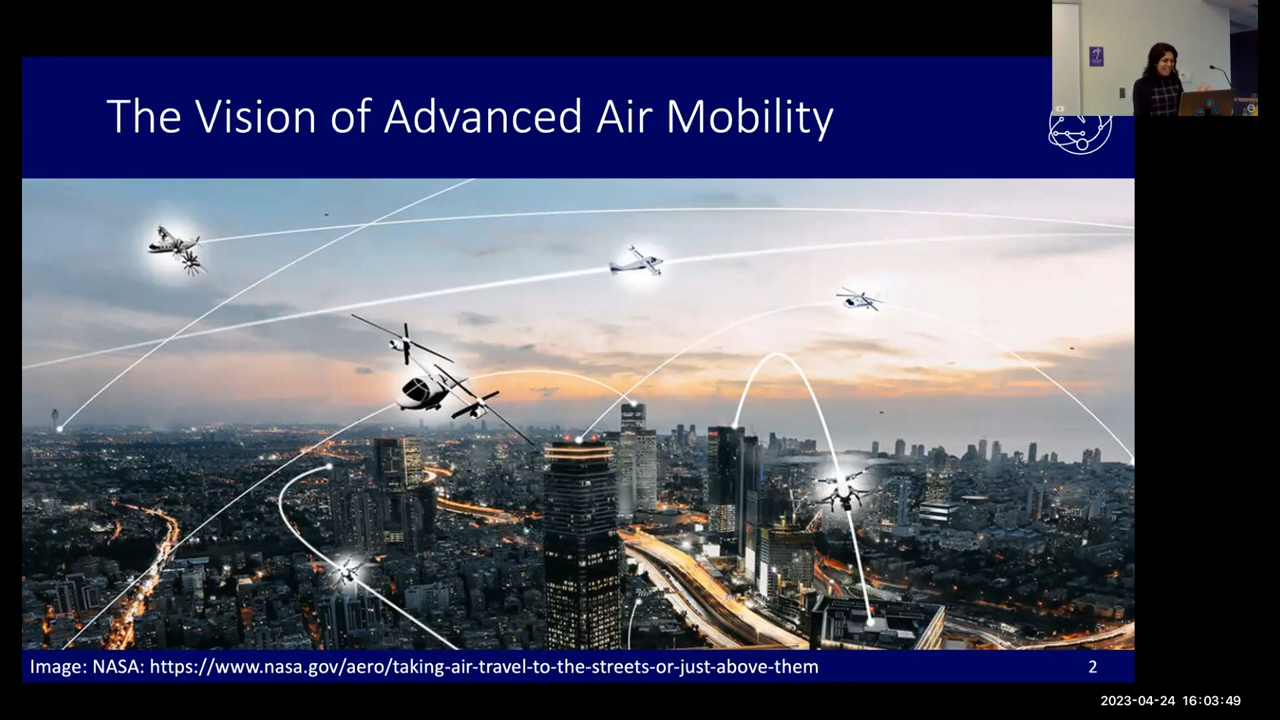 The Vision of Advanced Air Mobility
Image: NASA: https://www.nasa.gov/aero/taking-air-travel-to-the-streets-or-just-above-them
2
2023-04-24 16:03:49